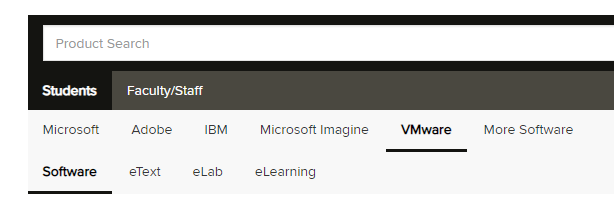 Product Search
Students Faculty/Staff
Microsoft Adobe IBM Microsoft Imagine VMware More Software
Software eText eLab eLearning